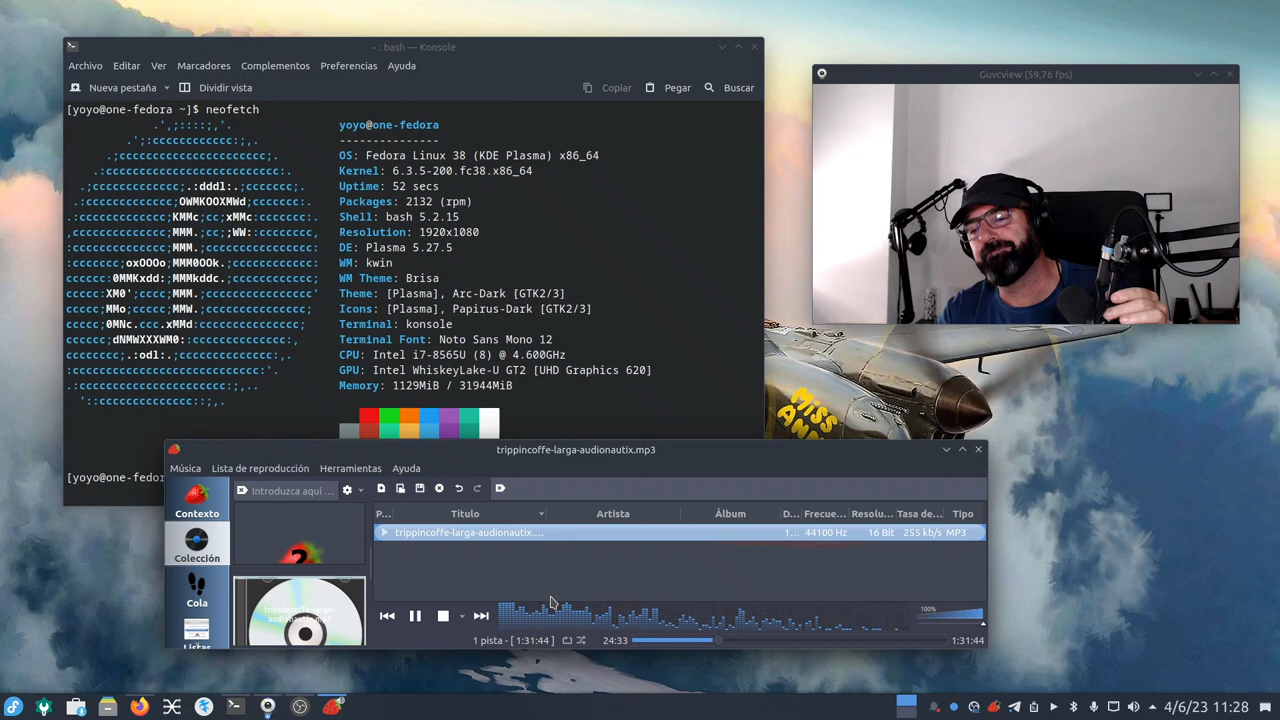 ~ : bash — Konsole
Archivo Editar Ver Marcadores Complementos Preferencias Ayuda
Nueva pestaña Dividir vista Copiar Pegar Buscar
[yoyo@one-fedora ~]$ neofetch
yoyo@one-fedora
---------------
OS: Fedora Linux 38 (KDE Plasma) x86_64
Kernel: 6.3.5-200.fc38.x86_64
Uptime: 52 secs
Packages: 2132 (rpm)
Shell: bash 5.2.15
Resolution: 1920x1080
DE: Plasma 5.27.5
WM: kwin
WM Theme: Brisa
Theme: [Plasma], Arc-Dark [GTK2/3]
Icons: [Plasma], Papirus-Dark [GTK2/3]
Terminal: konsole
Terminal Font: Noto Sans Mono 12
CPU: Intel i7-8565U (8) @ 4.600GHz
GPU: Intel WhiskeyLake-U GT2 [UHD Graphics 620]
Memory: 1129MiB / 31944MiB
[yoyo@one-fedora
Guvcview (59,76 fps)
MISS
trippincoffe-larga-audionautix.mp3
Música Lista de reproducción Herramientas Ayuda
Contexto
Colección
Cola
Listas
Introduzca aquí ...
P... Título Artista Álbum D... Frecue... Resolu... Tasa de... Tipo
trippincoffe-larga-audionautix.... 1... 44100 Hz 16 Bit 255 kb/s MP3
trippincoffe-larga-
audionautix.mp3
100%
1 pista - [ 1:31:44 ] 24:33 1:31:44
4/6/23 11:28